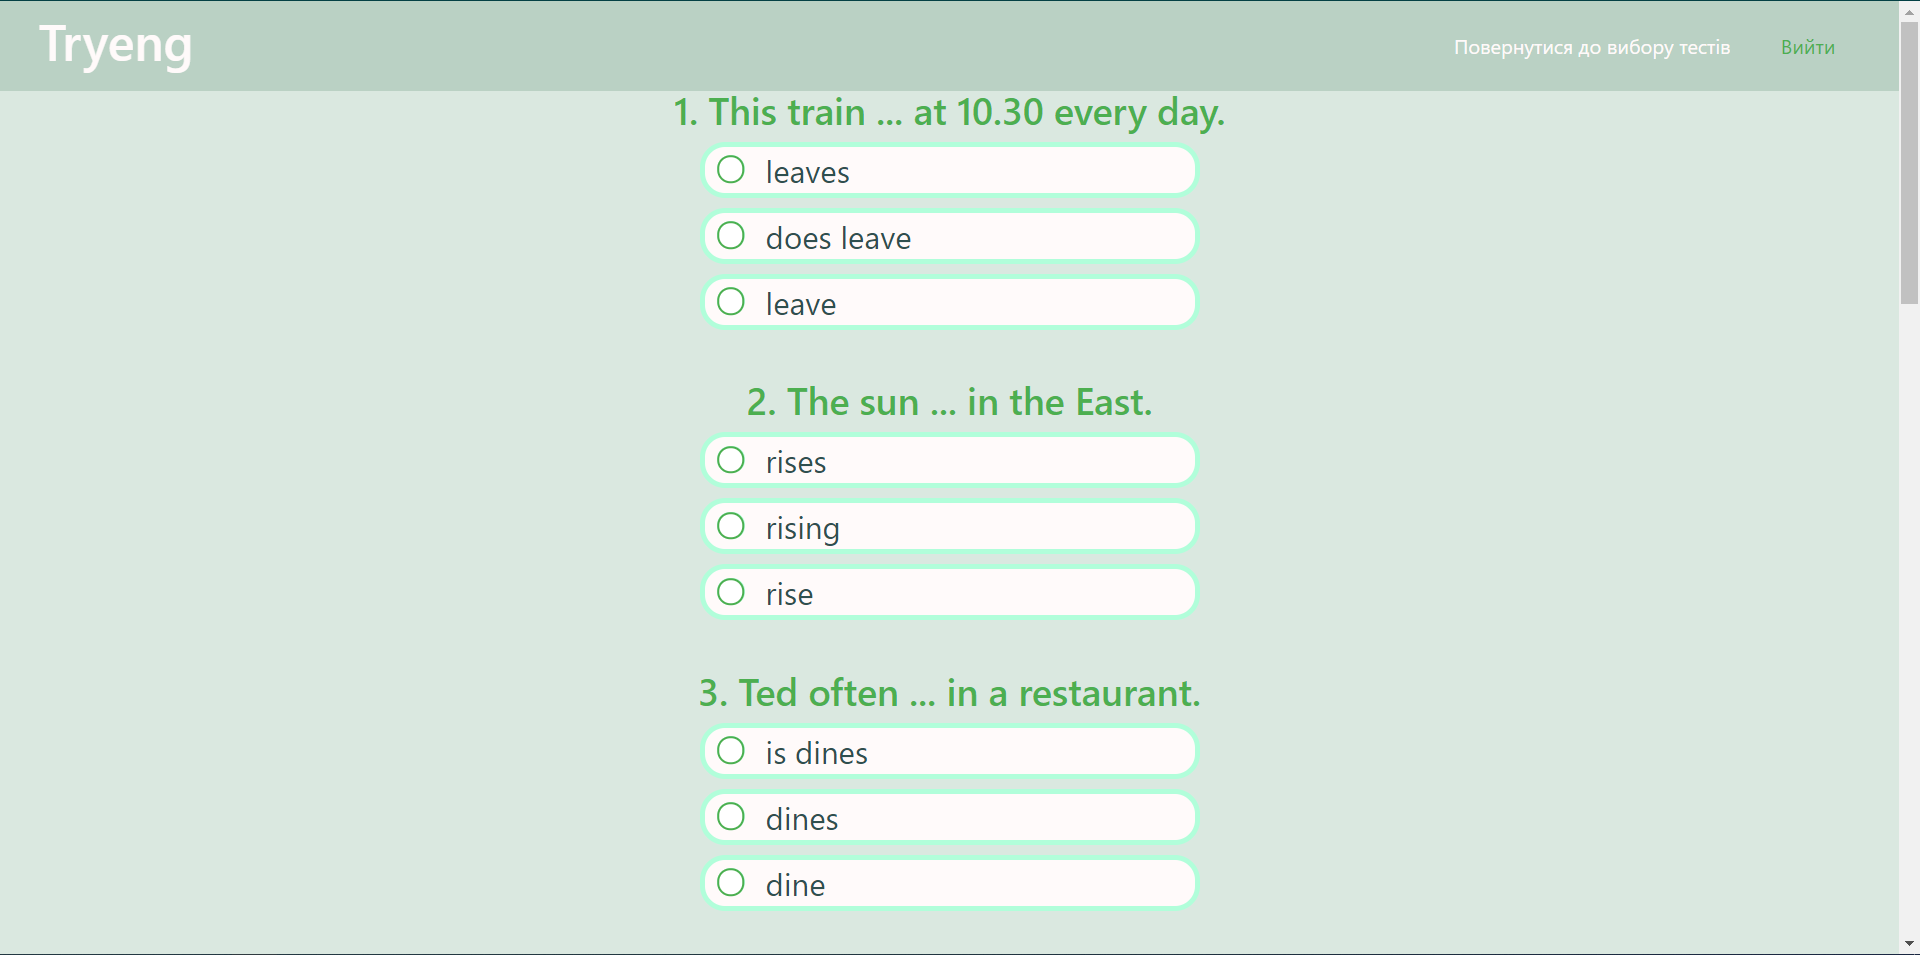 Tryeng
Повернутися до вибору тестів
Вийти
1. This train ... at 10.30 every day.
leaves
does leave
leave
2. The sun ... in the East.
rises
rising
rise
3. Ted often ... in a restaurant.
is dines
dines
dine